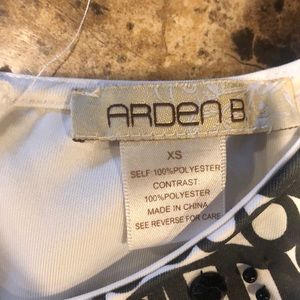 ARDEN B
XS
SELF 100%POLYESTER
CONTRAST
100%POLYESTER
MADE IN CHINA
SEE REVERSE FOR CARE